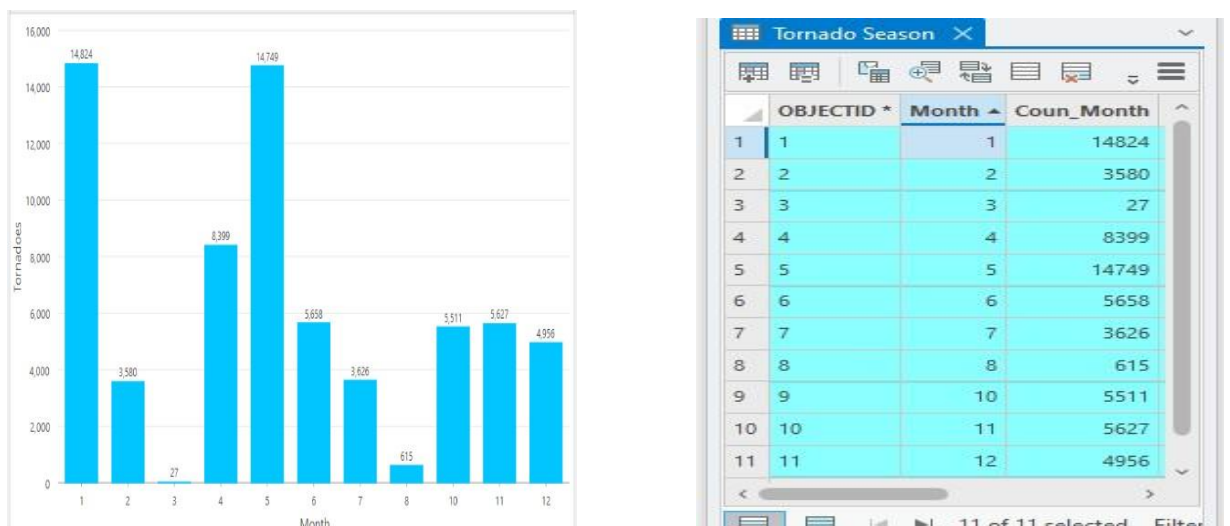 16,000
14,824
14,749
14,000
12,000
10,000
8,399
8,000
Tornadoes
6,000
5,658
5,511
5,627
4,956
4,000
3,580
3,626
2,000
27
615
0
1 2 3 4 5 6 7 8 10 11 12
Month
Tornado Season
OBJECTID * Month Coun_Month
1 1 1 14824
2 2 2 3580
3 3 3 27
4 4 4 8399
5 5 5 14749
6 6 6 5658
7 7 7 3626
8 8 8 615
9 9 10 5511
10 10 11 5627
11 11 12 4956
11 of 11 selected